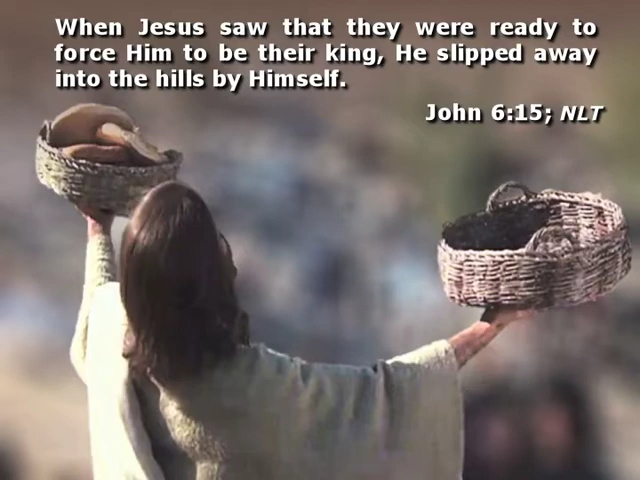 When Jesus saw that they were ready to
force Him to be their king, He slipped away
into the hills by Himself.
John 6:15; NLT